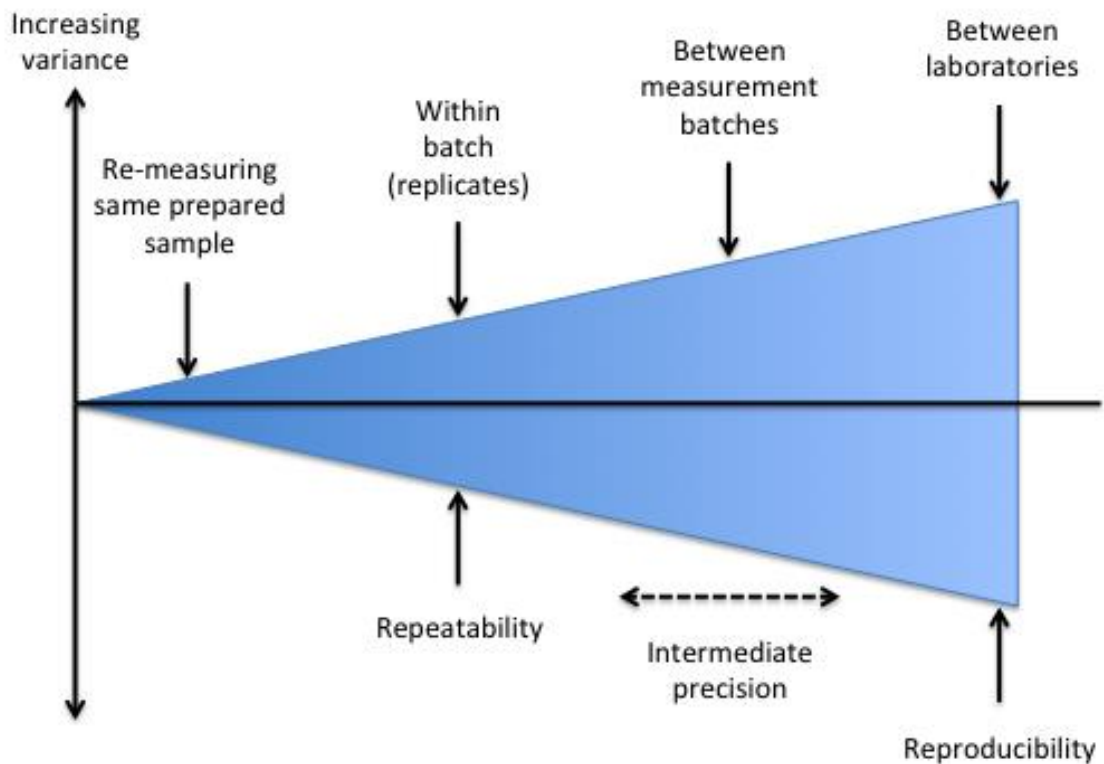 Increasing
variance
Re-measuring
same prepared
sample
Within
batch
(replicates)
Between
measurement
batches
Between
laboratories
Repeatability
Intermediate
precision
Reproducibility